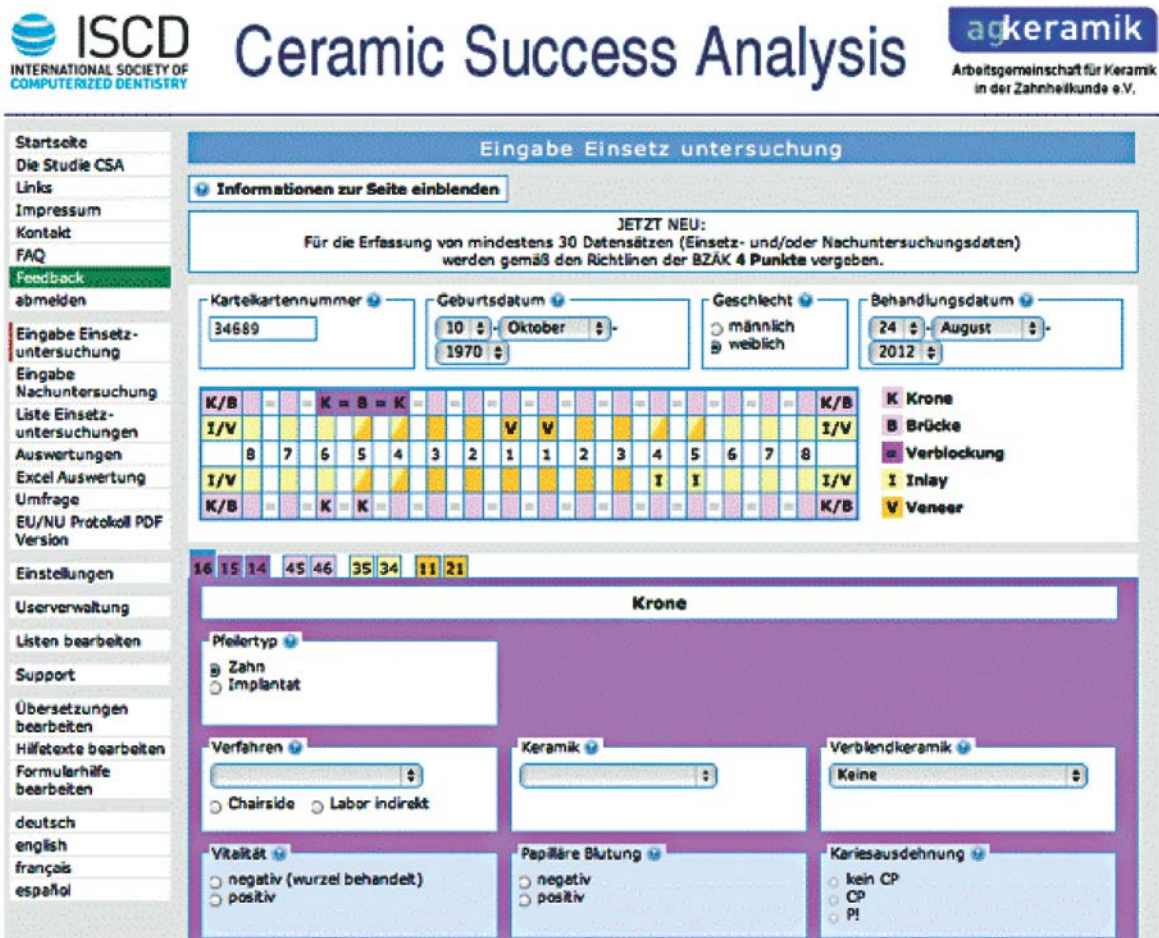 ISCD
INTERNATIONAL SOCIETY OF
COMPUTERIZED DENTISTRY
Ceramic Success Analysis
agkeramik
Arbeitsgemeinschaft für Keramik
in der Zahnheilkunde e.V.
Startseite
Die Studie CSA
Links
Impressum
Kontakt
FAQ
Feedback
abmelden
Eingabe Einsetz-
untersuchung
Eingabe
Nachuntersuchung
Liste Einsetz-
untersuchungen
Auswertungen
Excel Auswertung
Umfrage
EU/NU Protokoll PDF
Version
Einstellungen
Userverwaltung
Listen bearbeiten
Support
Übersetzungen
bearbeiten
Hilfetexte bearbeiten
Formularhilfe
bearbeiten
deutsch
english
français
español
Eingabe Einsetz untersuchung
Informationen zur Seite einblenden
JETZT NEU:
Für die Erfassung von mindestens 30 Datensätzen (Einsetz- und/oder Nachuntersuchungsdaten)
werden gemäß den Richtlinen der BZÄK 4 Punkte vergeben.
Karteikartennummer
34689
Geburtsdatum
10 - Oktober -
1970
Geschlecht
männlich
weiblich
Behandlungsdatum
24 - August -
2012
K/B = = K = B = K = = = = = = = = = = = K/B
I/V V V I/V
8 7 6 5 4 3 2 1 1 2 3 4 5 6 7 8
I/V I I I/V
K/B = = K = K = = = = = = = = = = = = K/B
K Krone
B Brücke
= Verblockung
I Inlay
V Veneer
16 15 14 45 46 35 34 11 21
Krone
Pfeilertyp
Zahn
Implantat
Verfahren
Chairside Labor indirekt
Keramik
Verblendkeramik
Keine
Vitalität
negativ (wurzel behandelt)
positiv
Papilläre Blutung
negativ
positiv
Kariesausdehnung
kein CP
CP
P!